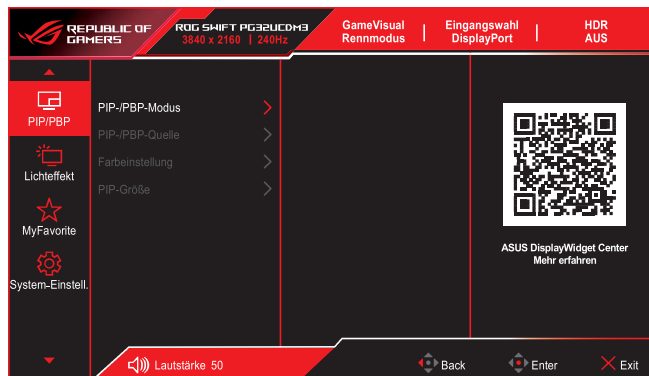 REPUBLIC OF
GAMERS
ROG SWIFT PG32UCDM3
3840 x 2160 | 240Hz
GameVisual
Rennmodus
Eingangswahl
DisplayPort
HDR
AUS
PIP/PBP
Lichteffekt
MyFavorite
System-Einstell.
PIP-/PBP-Modus
PIP-/PBP-Quelle
Farbeinstellung
PIP-Größe
ASUS DisplayWidget Center
Mehr erfahren
Lautstärke 50
Back
Enter
Exit